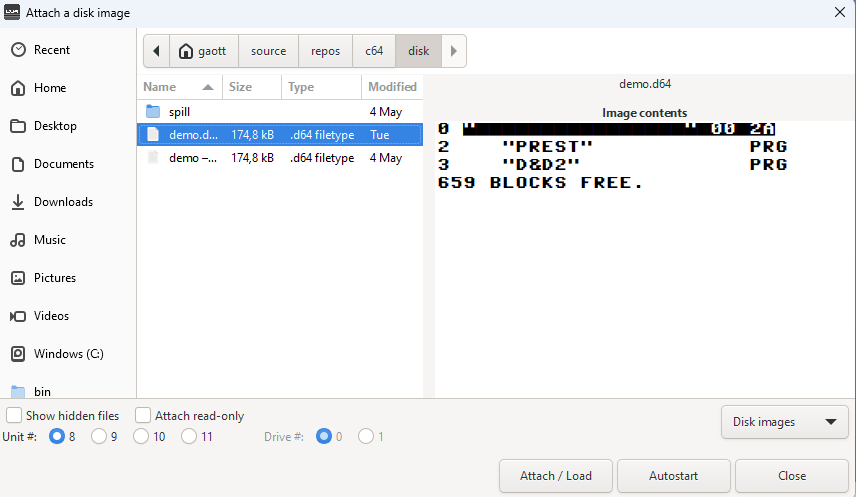 Attach a disk image
Recent
Home
Desktop
Documents
Downloads
Music
Pictures
Videos
Windows (C:)
bin
gaott source repos c64 disk
Name Size Type Modified
spill 4 May
demo.d... 174,8 kB .d64 filetype Tue
demo –... 174,8 kB .d64 filetype 4 May
demo.d64
Image contents
0 "                " 00 2A
2 "PREST" PRG
3 "D&D2" PRG
659 BLOCKS FREE.
Show hidden files Attach read-only
Disk images
Unit #: 8 9 10 11 Drive #: 0 1
Attach / Load Autostart Close